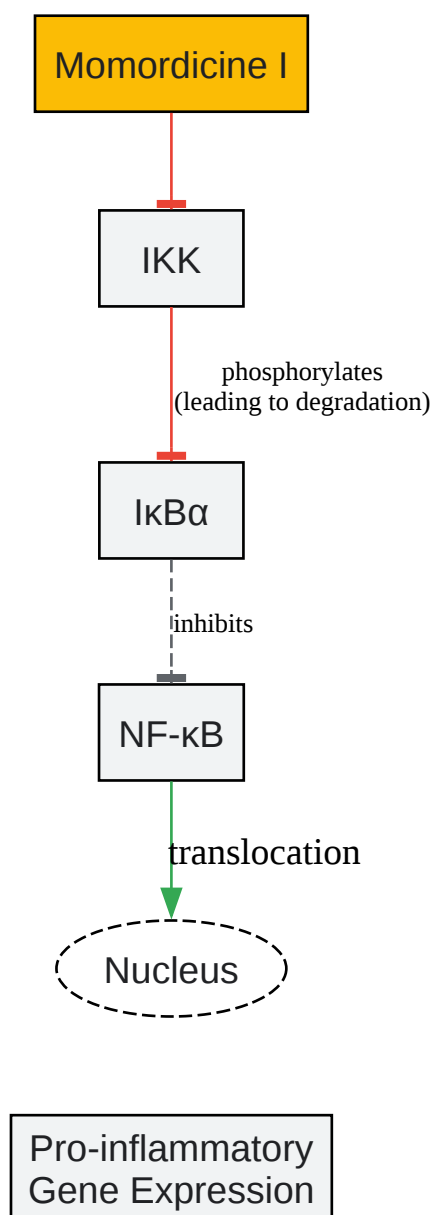 Momordicine I
IKK
phosphorylates
(leading to degradation)
IκBα
inhibits
NF-κB
translocation
Nucleus
Pro-inflammatory
Gene Expression